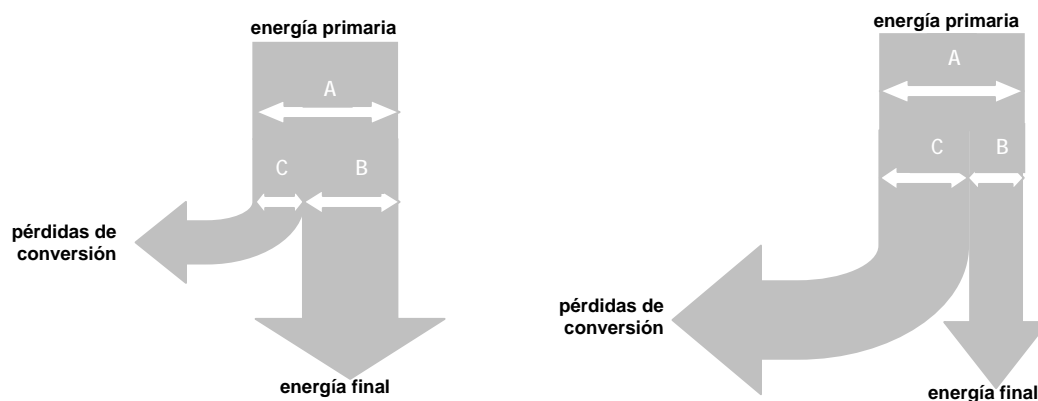 energía primaria
A
C B
pérdidas de
conversión
energía final
energía primaria
A
C B
pérdidas de
conversión
energía final